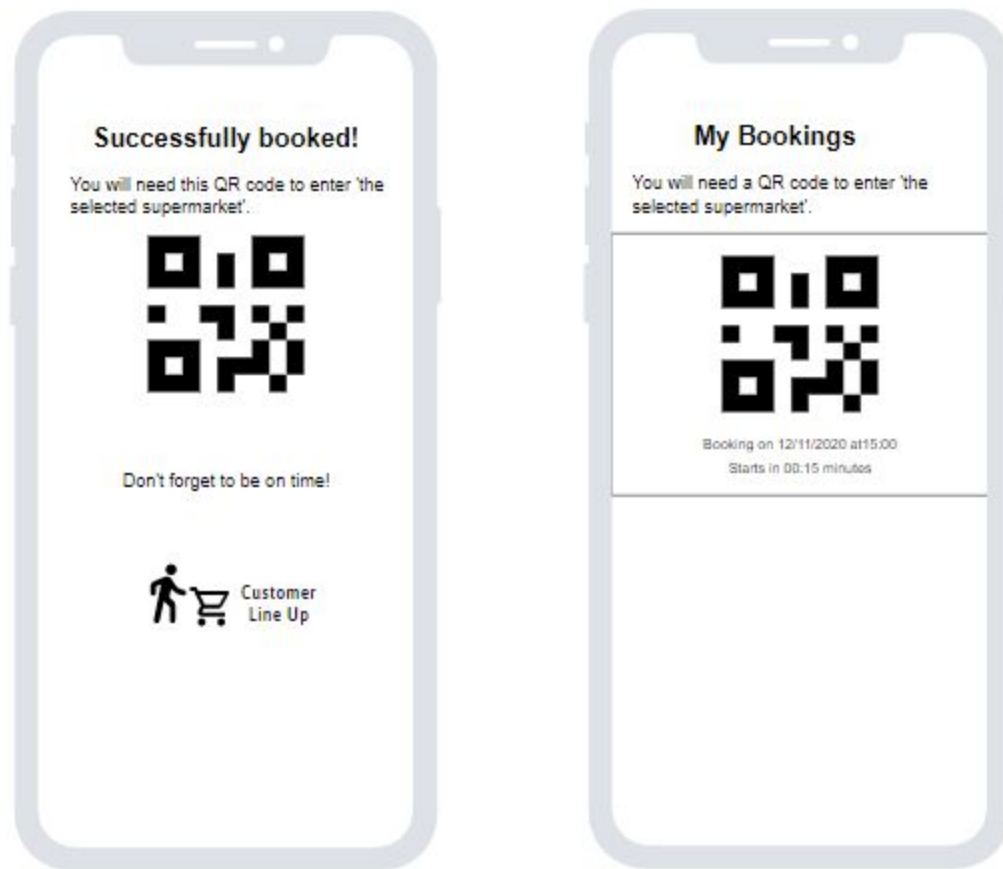 Successfully booked!
You will need this QR code to enter 'the
selected supermarket'.
Don't forget to be on time!
Customer
Line Up
My Bookings
You will need a QR code to enter 'the
selected supermarket'.
Booking on 12/11/2020 at15:00
Starts in 00:15 minutes